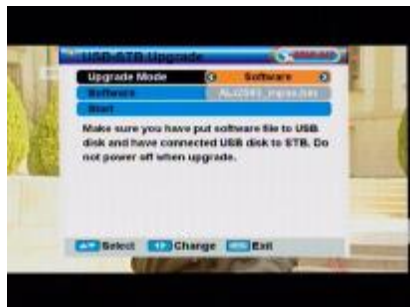 USB-STB Upgrade
Upgrade Mode Software
Software
Start
Make sure you have put software file to USB
disk and have connected USB disk to STB. Do
not power off when upgrade.
Select Change Exit